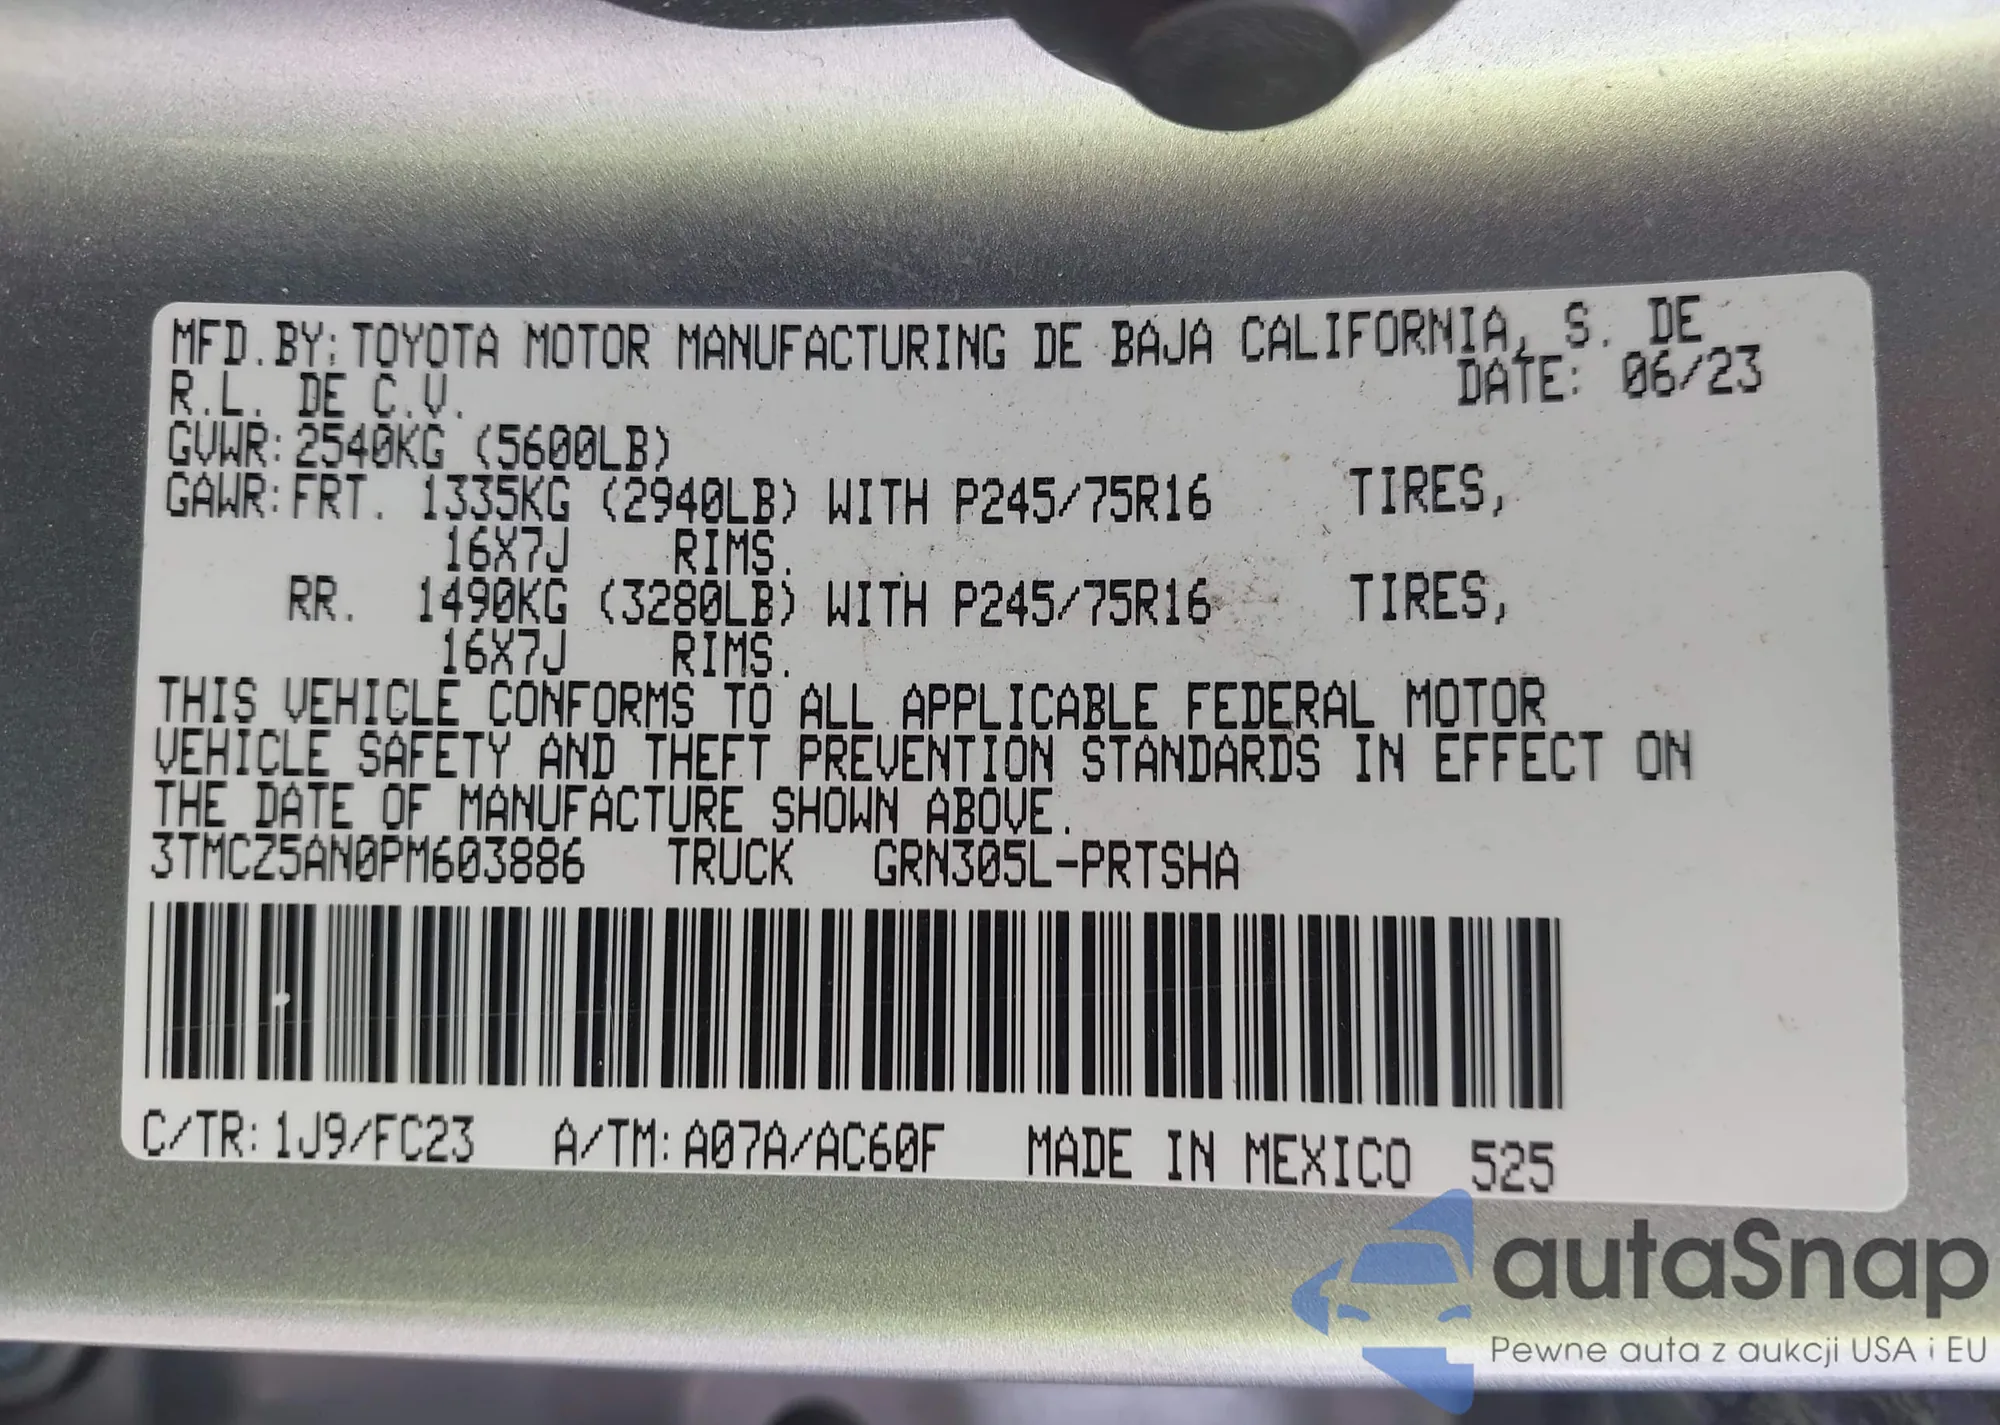 MFD.BY:TOYOTA MOTOR MANUFACTURING DE BAJA CALIFORNIA, S. DE
R.L. DE C.V. DATE: 06/23
GVWR:2540KG (5600LB)
GAWR:FRT. 1335KG (2940LB) WITH P245/75R16 TIRES,
16X7J RIMS.
RR. 1490KG (3280LB) WITH P245/75R16 TIRES,
16X7J RIMS.
THIS VEHICLE CONFORMS TO ALL APPLICABLE FEDERAL MOTOR
VEHICLE SAFETY AND THEFT PREVENTION STANDARDS IN EFFECT ON
THE DATE OF MANUFACTURE SHOWN ABOVE.
3TMCZ5AN0PM603886 TRUCK GRN305L-PRTSHA
C/TR:1J9/FC23 A/TM:A07A/AC60F MADE IN MEXICO 525
autaSnap
Pewne auta z aukcji USA i EU